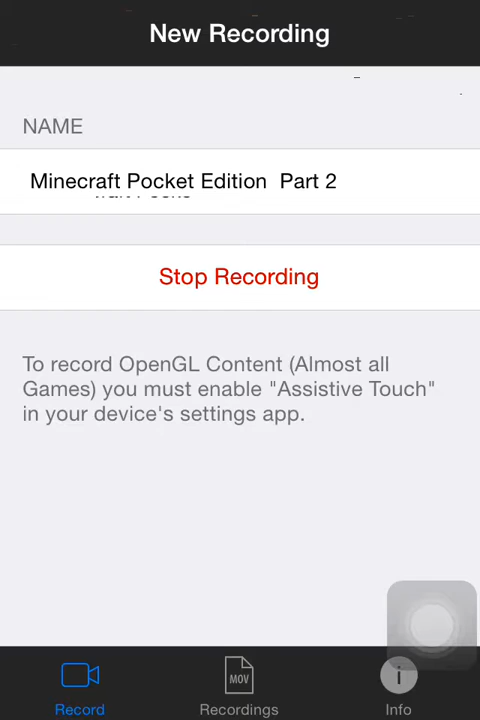 New Recording
NAME
Minecraft Pocket Edition  Part 2
Stop Recording
To record OpenGL Content (Almost all
Games) you must enable "Assistive Touch"
in your device's settings app.
MOV
i
Record
Recordings
Info